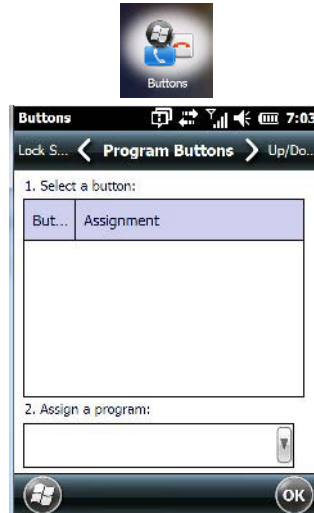 Buttons
Buttons 7:03
Lock S... Program Buttons Up/Do...
1. Select a button:
But... Assignment
2. Assign a program:
OK